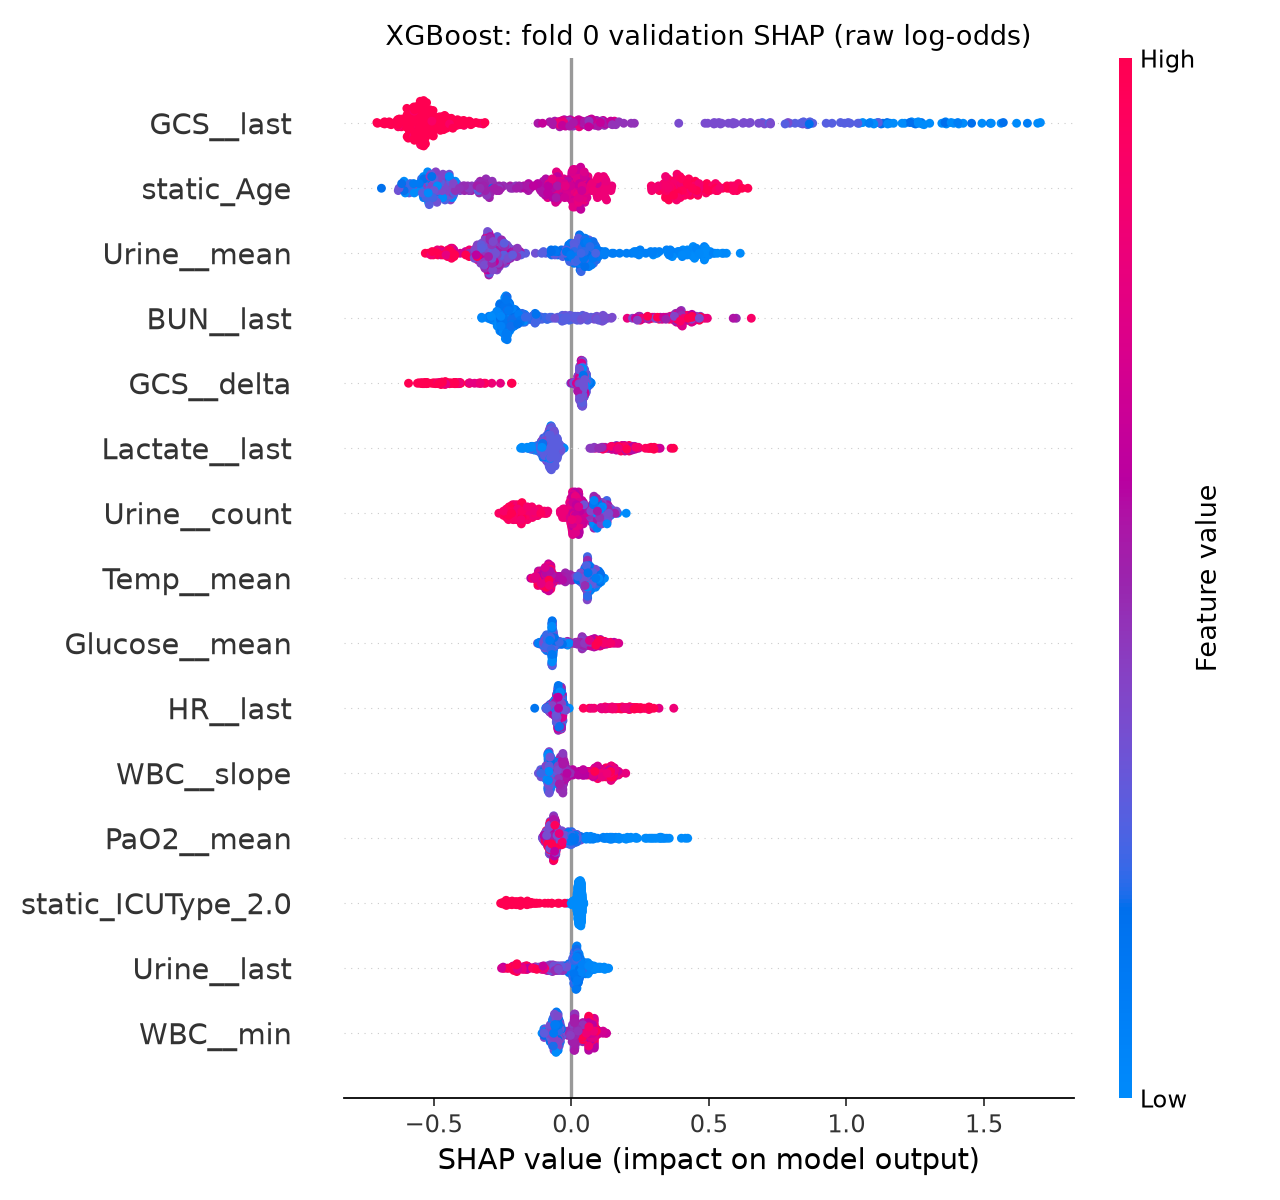 XGBoost: fold 0 validation SHAP (raw log-odds)
High
GCS__last
static_Age
Urine__mean
BUN__last
GCS__delta
Lactate__last
Urine__count
Temp__mean
Glucose__mean
HR__last
WBC__slope
PaO2__mean
static_ICUType_2.0
Urine__last
WBC__min
Feature value
Low
−0.5 0.0 0.5 1.0 1.5
SHAP value (impact on model output)